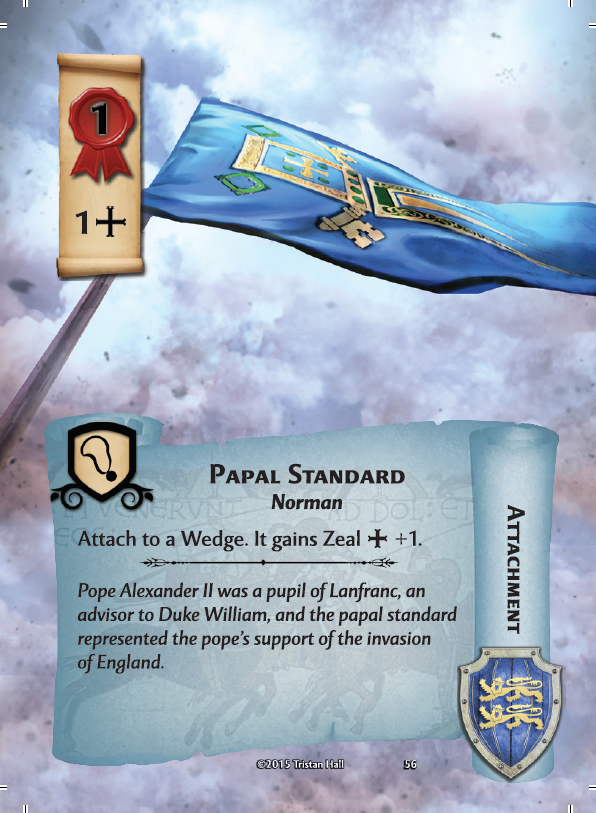 1
1
PAPAL STANDARD
Norman
Attach to a Wedge. It gains Zeal ✠ +1.
Pope Alexander II was a pupil of Lanfranc, an
advisor to Duke William, and the papal standard
represented the pope's support of the invasion
of England.
ATTACHMENT
©2015 Tristan Hall
56